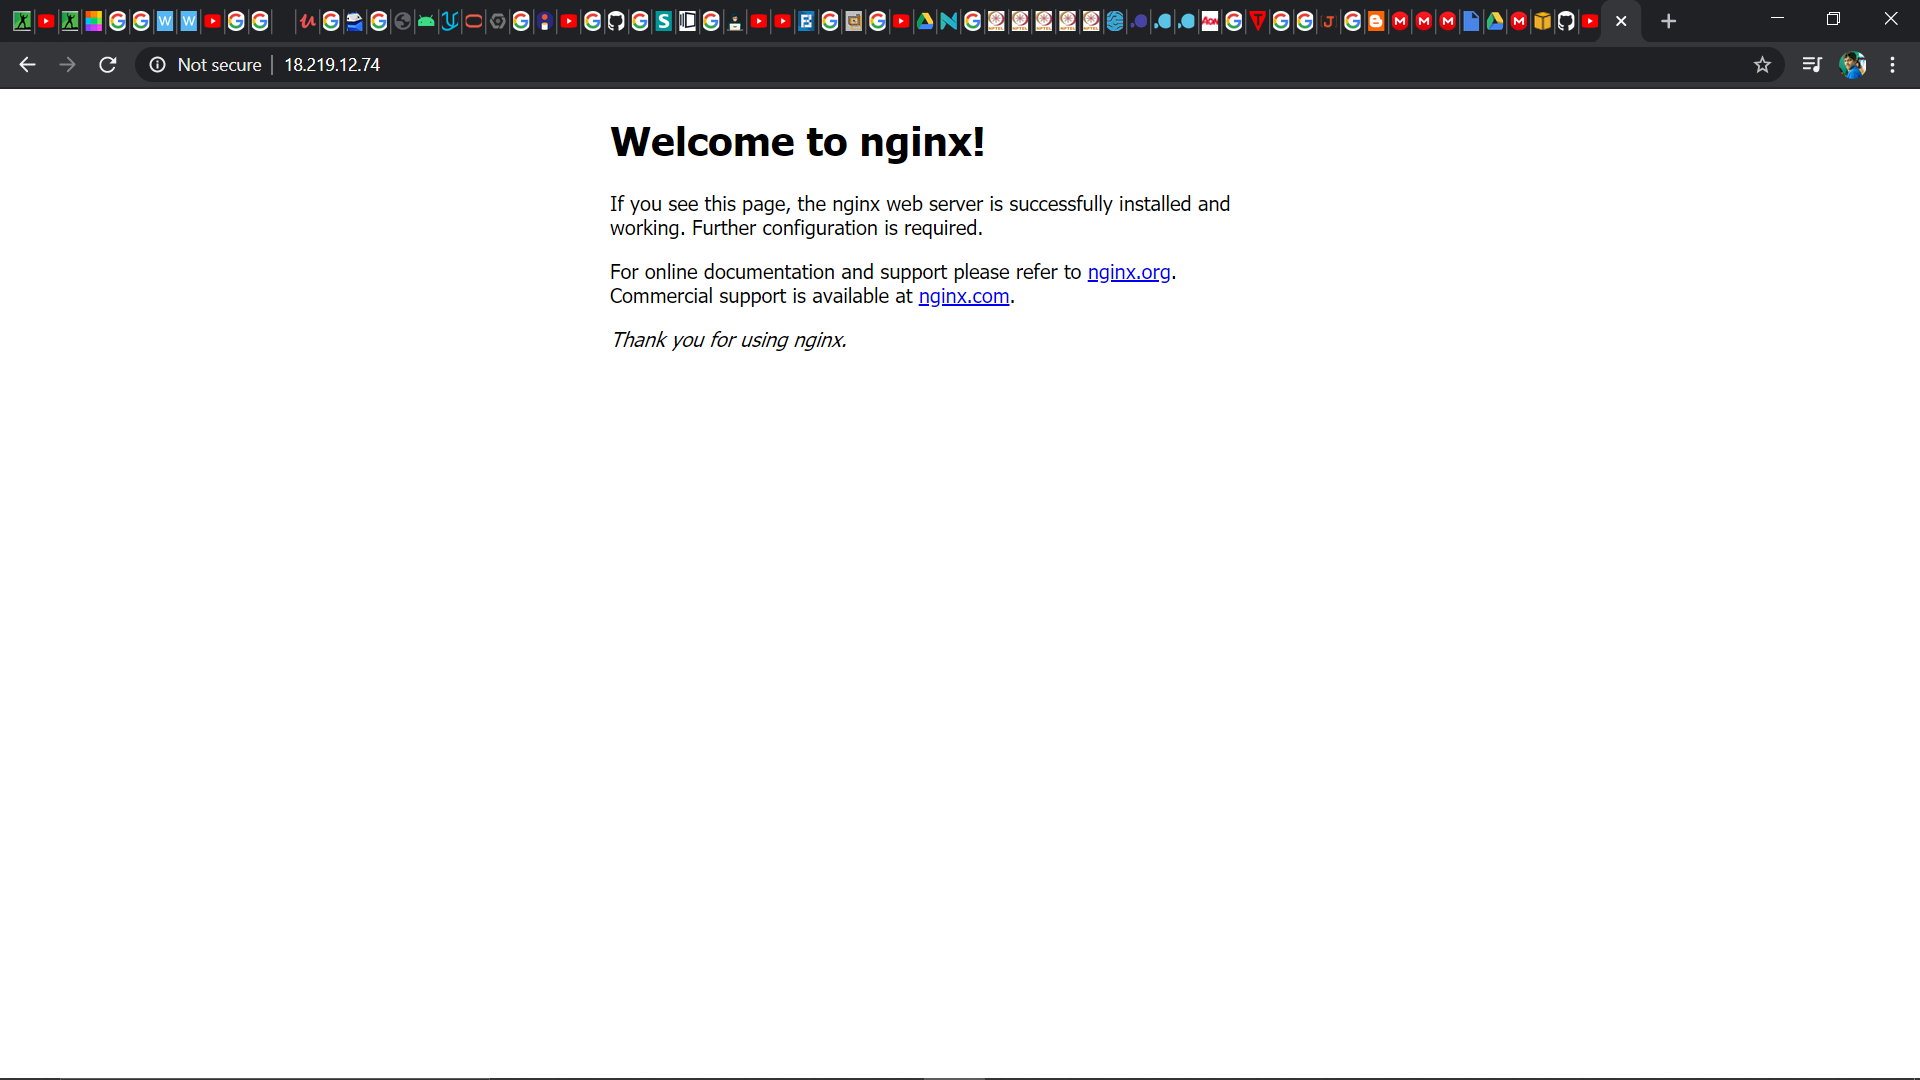 Not secure | 18.219.12.74
Welcome to nginx!
If you see this page, the nginx web server is successfully installed and
working. Further configuration is required.
For online documentation and support please refer to nginx.org.
Commercial support is available at nginx.com.
Thank you for using nginx.